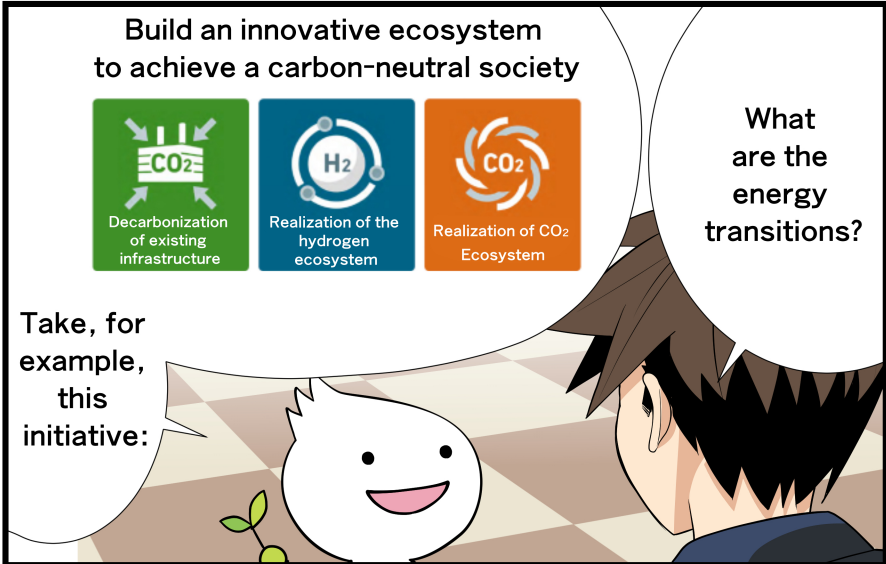 Build an innovative ecosystem
to achieve a carbon-neutral society
CO2
Decarbonization
of existing
infrastructure
H2
Realization of the
hydrogen
ecosystem
CO2
Realization of CO2
Ecosystem
What
are the
energy
transitions?
Take, for
example,
this
initiative: